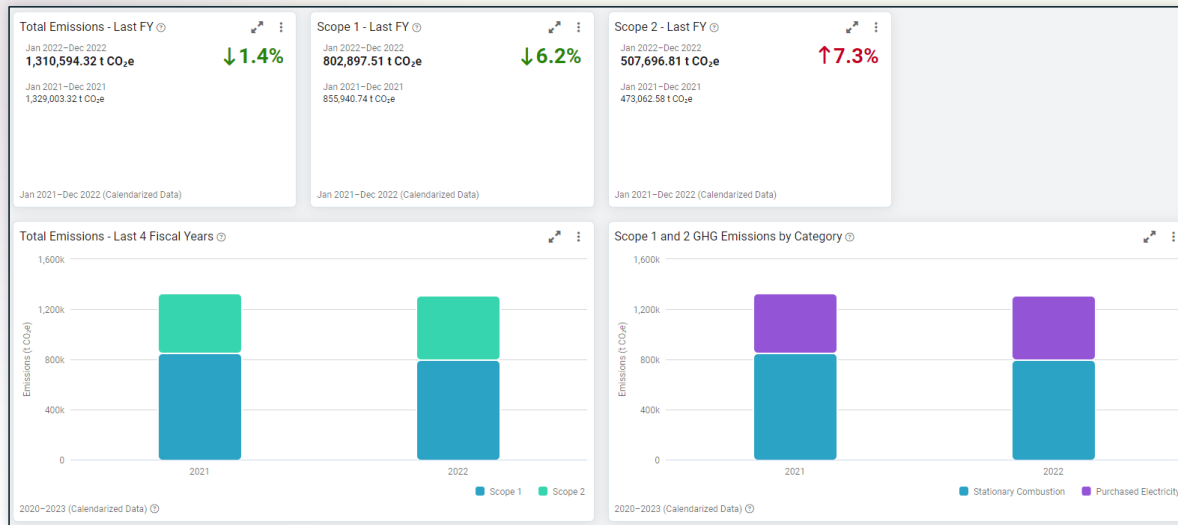 Total Emissions - Last FY
Jan 2022–Dec 2022
1,310,594.32 t CO₂e
↓1.4%
Jan 2021–Dec 2021
1,329,003.32 t CO₂e
Jan 2021–Dec 2022 (Calendarized Data)
Scope 1 - Last FY
Jan 2022–Dec 2022
802,897.51 t CO₂e
↓6.2%
Jan 2021–Dec 2021
855,940.74 t CO₂e
Jan 2021–Dec 2022 (Calendarized Data)
Scope 2 - Last FY
Jan 2022–Dec 2022
507,696.81 t CO₂e
↑7.3%
Jan 2021–Dec 2021
473,062.58 t CO₂e
Jan 2021–Dec 2022 (Calendarized Data)
Total Emissions - Last 4 Fiscal Years
Emissions (t CO₂e)
1,600k
1,200k
800k
400k
0
2021
2022
Scope 1
Scope 2
2020–2023 (Calendarized Data)
Scope 1 and 2 GHG Emissions by Category
Emissions (t CO₂e)
1,600k
1,200k
800k
400k
0
2021
2022
Stationary Combustion
Purchased Electricity
2020–2023 (Calendarized Data)